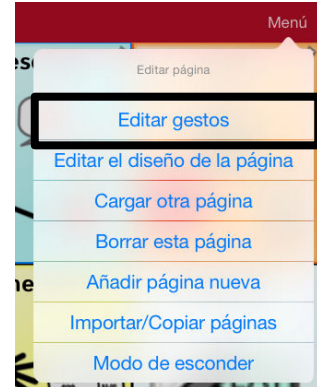 Menú
Editar página
Editar gestos
Editar el diseño de la página
Cargar otra página
Borrar esta página
Añadir página nueva
Importar/Copiar páginas
Modo de esconder